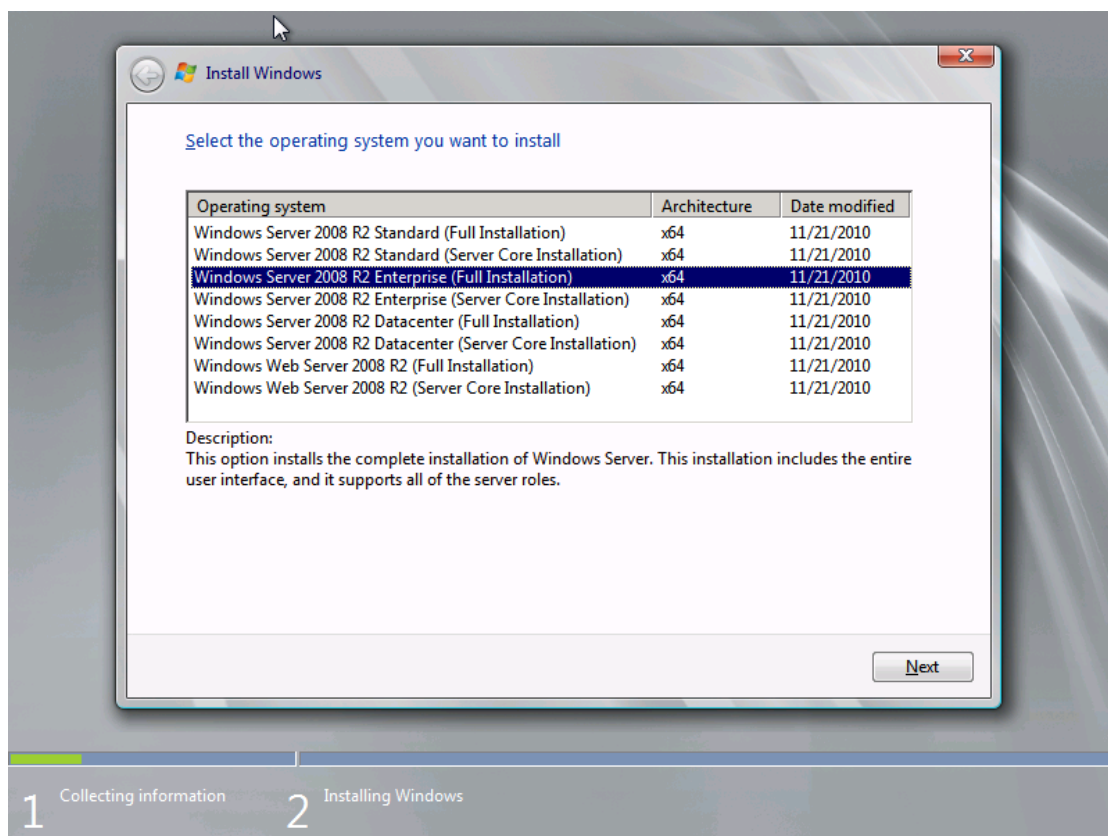 Install Windows
Select the operating system you want to install
Operating system Architecture Date modified
Windows Server 2008 R2 Standard (Full Installation) x64 11/21/2010
Windows Server 2008 R2 Standard (Server Core Installation) x64 11/21/2010
Windows Server 2008 R2 Enterprise (Full Installation) x64 11/21/2010
Windows Server 2008 R2 Enterprise (Server Core Installation) x64 11/21/2010
Windows Server 2008 R2 Datacenter (Full Installation) x64 11/21/2010
Windows Server 2008 R2 Datacenter (Server Core Installation) x64 11/21/2010
Windows Web Server 2008 R2 (Full Installation) x64 11/21/2010
Windows Web Server 2008 R2 (Server Core Installation) x64 11/21/2010
Description:
This option installs the complete installation of Windows Server. This installation includes the entire
user interface, and it supports all of the server roles.
Next
1 Collecting information 2 Installing Windows